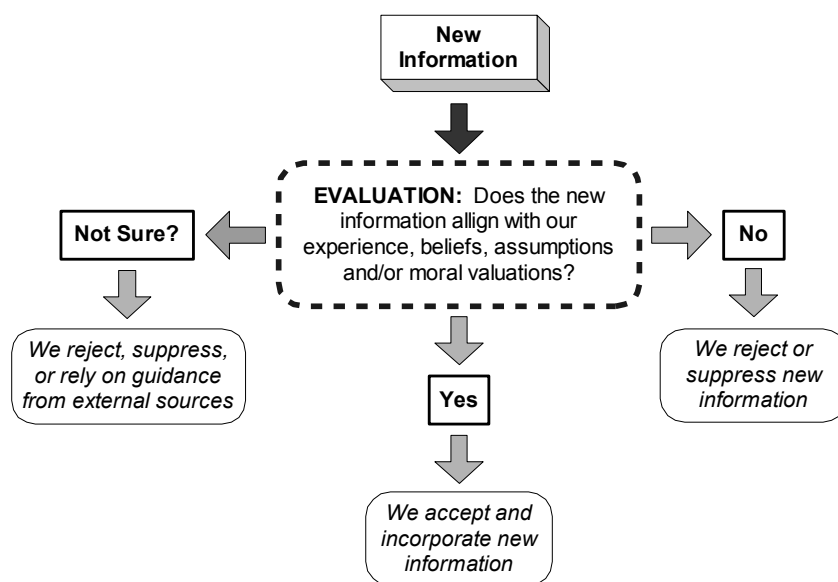 New
Information
EVALUATION: Does the new
information allign with our
experience, beliefs, assumptions
and/or moral valuations?
Not Sure?
No
We reject, suppress,
or rely on guidance
from external sources
We reject or
suppress new
information
Yes
We accept and
incorporate new
information